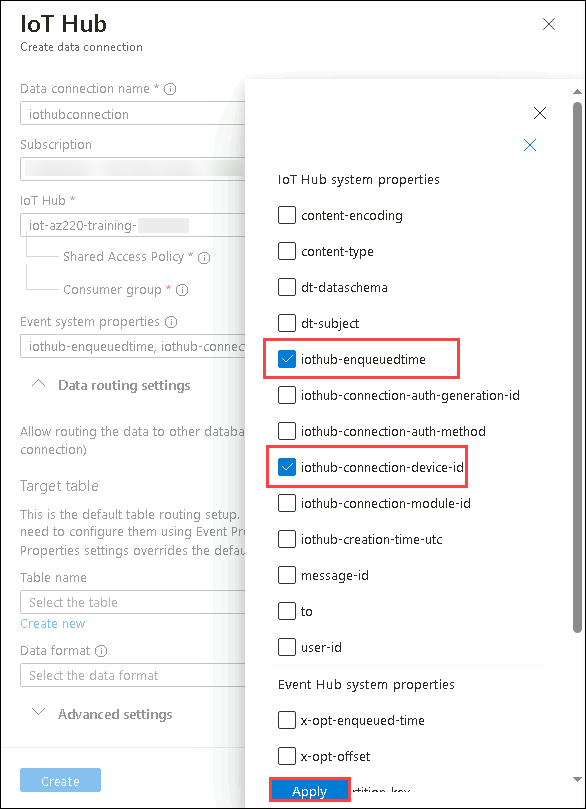 IoT Hub
Create data connection
Data connection name * i
iothubconnection
Subscription
IoT Hub *
iot-az220-training-
Shared Access Policy * i
Consumer group * i
Event system properties i
iothub-enqueuedtime, iothub-connec
Data routing settings
Allow routing the data to other databa
connection)
Target table
This is the default table routing setup.
need to configure them using Event Pr
Properties settings overrides the defau
Table name
Select the table
Create new
Data format i
Select the data format
Advanced settings
Create
IoT Hub system properties
content-encoding
content-type
dt-dataschema
dt-subject
iothub-enqueuedtime
iothub-connection-auth-generation-id
iothub-connection-auth-method
iothub-connection-device-id
iothub-connection-module-id
iothub-creation-time-utc
message-id
to
user-id
Event Hub system properties
x-opt-enqueued-time
x-opt-offset
Apply